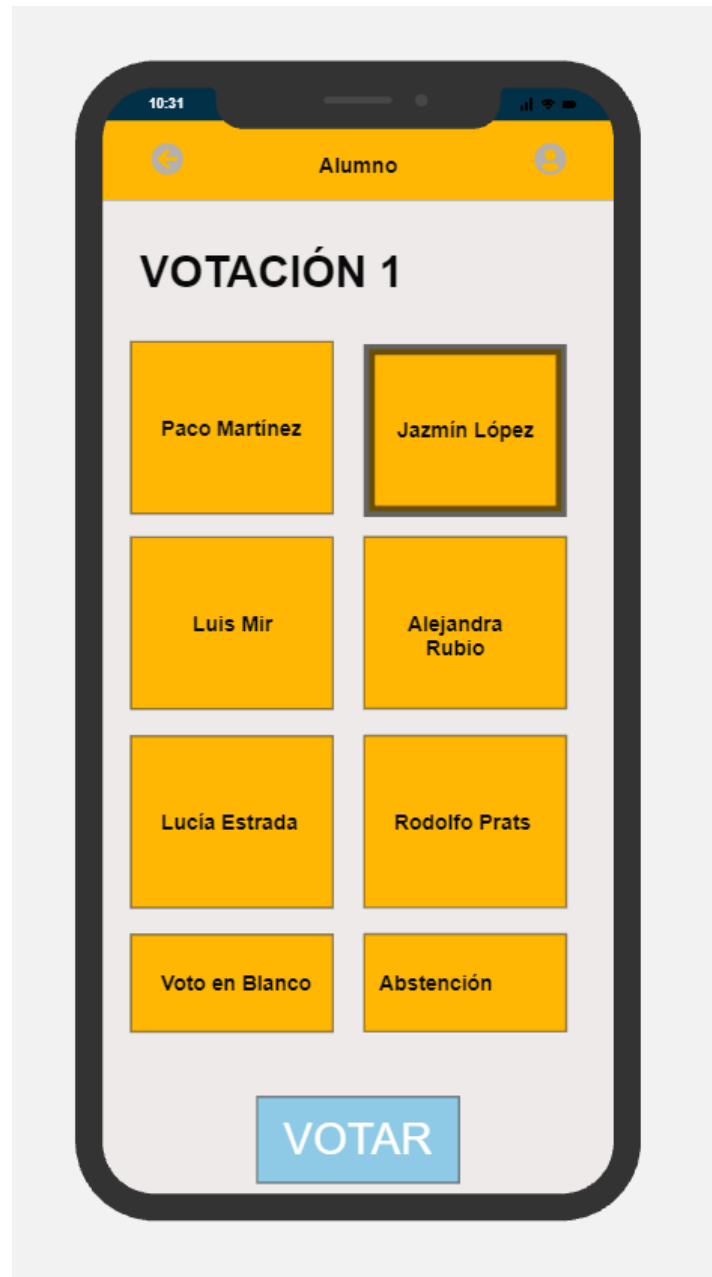 10:31
Alumno
VOTACIÓN 1
Paco Martínez
Jazmín López
Luis Mir
Alejandra
Rubio
Lucía Estrada
Rodolfo Prats
Voto en Blanco
Abstención
VOTAR